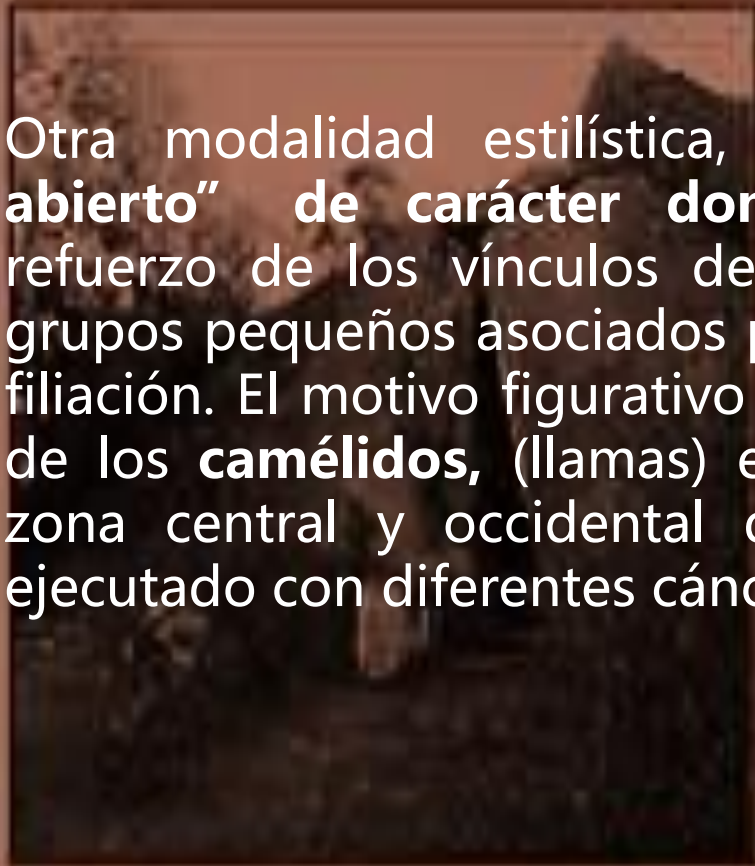 Otra modalidad estilística,
abierto” de carácter
refuerzo de los vínculos de
grupos pequeños asociados
filiación. El motivo figurativo
de los camélidos, (llamas)
zona central y occidental
ejecutado con diferentes